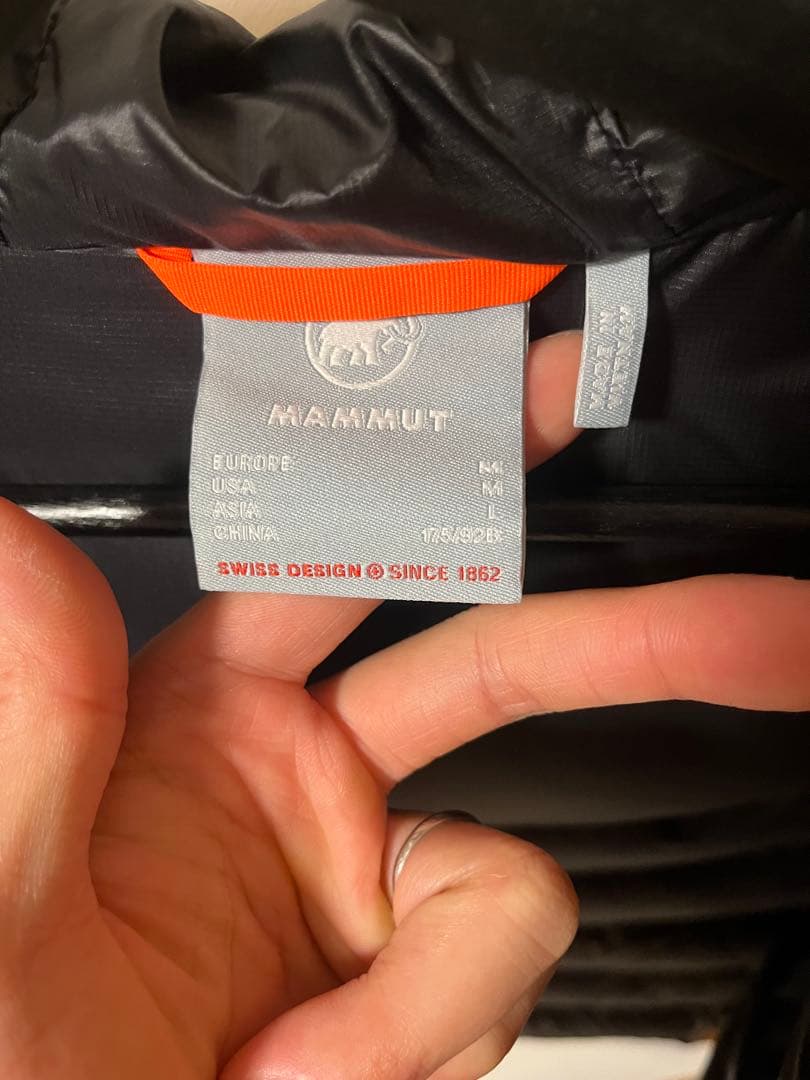 MAMMUT
EUROPE M
USA M
ASIA L
CHINA 175/92B
SWISS DESIGN SINCE 1862